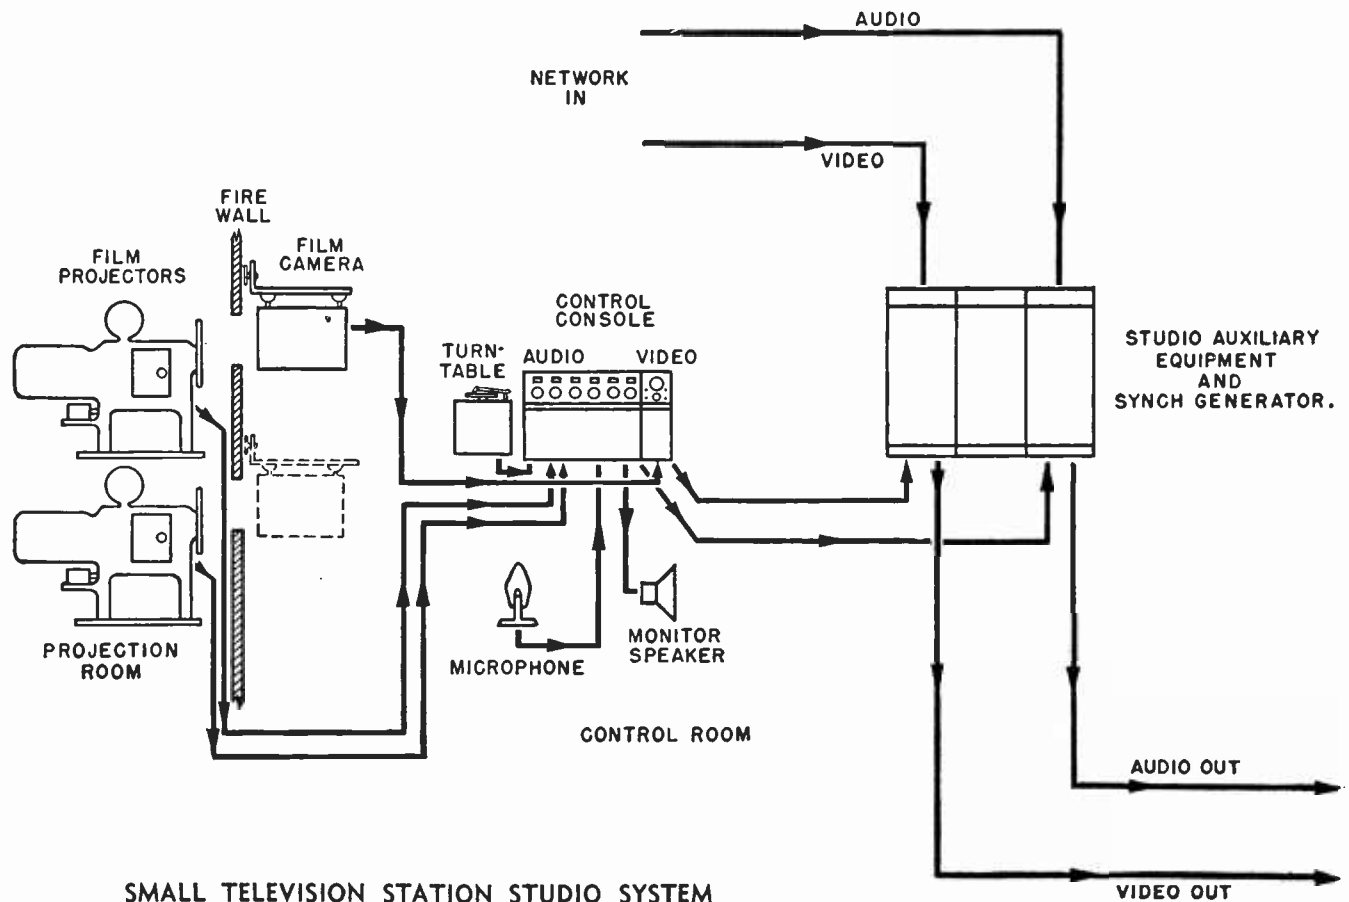 AUDIO
NETWORK
IN
VIDEO
FIRE
WALL
FILM
PROJECTORS
FILM
CAMERA
CONTROL
CONSOLE
TURN-
TABLE
AUDIO
VIDEO
STUDIO AUXILIARY
EQUIPMENT
AND
SYNCH GENERATOR.
PROJECTION
ROOM
MICROPHONE
MONITOR
SPEAKER
CONTROL ROOM
AUDIO OUT
VIDEO OUT
SMALL TELEVISION STATION STUDIO SYSTEM